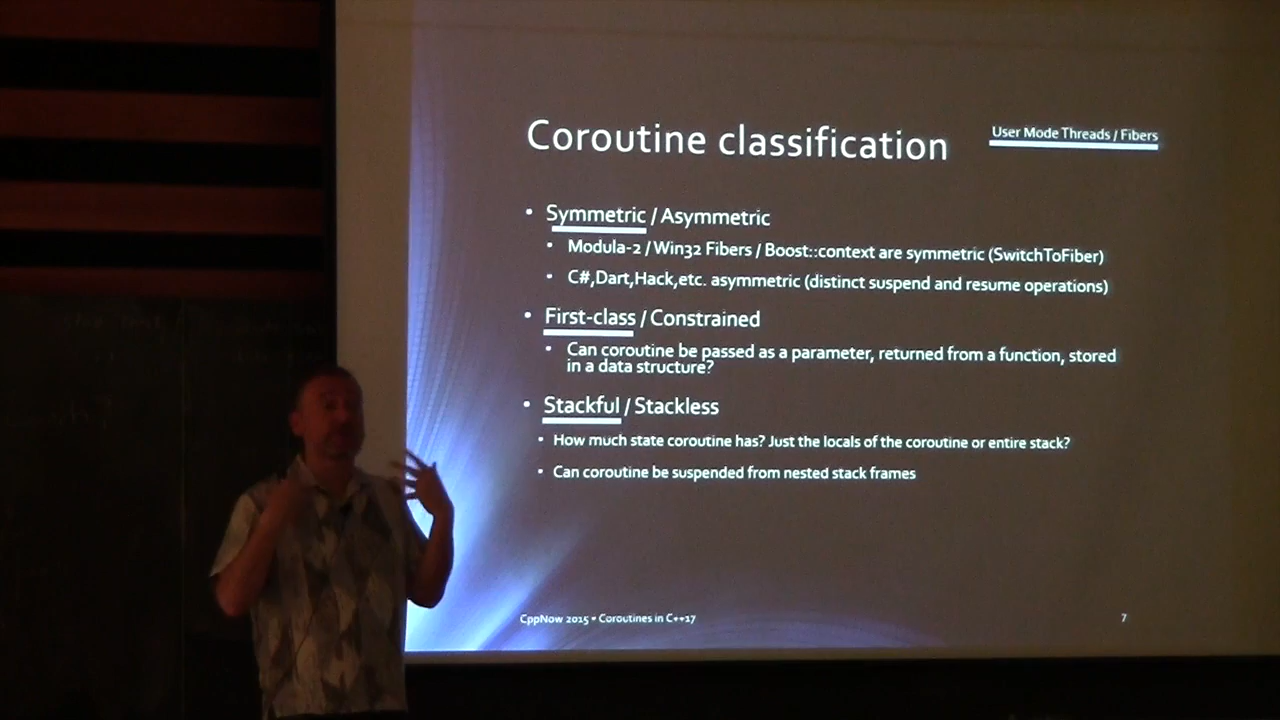 Coroutine classification
User Mode Threads / Fibers
• Symmetric / Asymmetric
• Modula-2 / Win32 Fibers / Boost::context are symmetric (SwitchToFiber)
• C#,Dart,Hack,etc. asymmetric (distinct suspend and resume operations)
• First-class / Constrained
• Can coroutine be passed as a parameter, returned from a function, stored
in a data structure?
• Stackful / Stackless
• How much state coroutine has? Just the locals of the coroutine or entire stack?
• Can coroutine be suspended from nested stack frames
CppNow 2015 • Coroutines in C++17
7